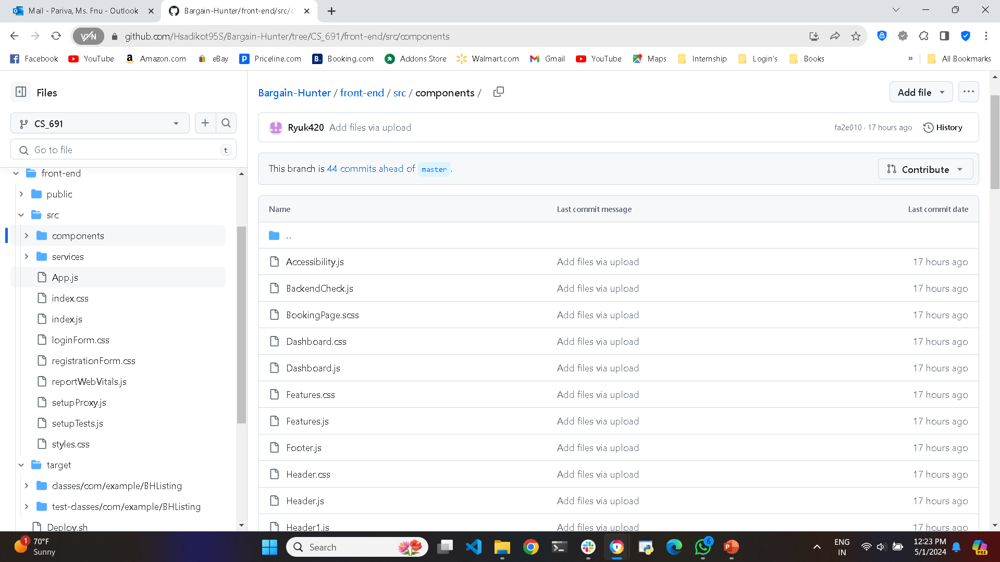 Mail - Pariva, Ms. Fnu - Outlook
Bargain-Hunter/front-end/src/c
VPN
github.com/Hsadikot95S/Bargain-Hunter/tree/CS_691/front-end/src/components
Facebook
YouTube
Amazon.com
eBay
Priceline.com
Booking.com
Addons Store
Walmart.com
Gmail
YouTube
Maps
Internship
Login's
Books
»
All Bookmarks
Files
CS_691
Go to file
t
front-end
public
src
components
services
App.js
index.css
index.js
loginForm.css
registrationForm.css
reportWebVitals.js
setupProxy.js
setupTests.js
styles.css
target
classes/com/example/BHListing
test-classes/com/example/BHListing
Deploy.sh
Bargain-Hunter / front-end / src / components /
Add file
Ryuk420 Add files via upload
fa2e010 · 17 hours ago
History
This branch is 44 commits ahead of master.
Contribute
Name Last commit message Last commit date
..
Accessibility.js Add files via upload 17 hours ago
BackendCheck.js Add files via upload 17 hours ago
BookingPage.scss Add files via upload 17 hours ago
Dashboard.css Add files via upload 17 hours ago
Dashboard.js Add files via upload 17 hours ago
Features.css Add files via upload 17 hours ago
Features.js Add files via upload 17 hours ago
Footer.js Add files via upload 17 hours ago
Header.css Add files via upload 17 hours ago
Header.js Add files via upload 17 hours ago
Header1.js Add files via upload 17 hours ago
1
70°F
Sunny
Search
6
ENG
IN
12:23 PM
5/1/2024
PRE